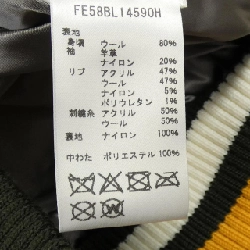 FE58BL14590H
表地
身頃 ウール 80%
袖 羊革
ナイロン 20%
リブ アクリル 47%
ウール 47%
ナイロン 5%
ポリウレタン 1%
刺繍糸 アクリル 50%
ウール 50%
裏地 ナイロン 100%
中わた ポリエステル 100%